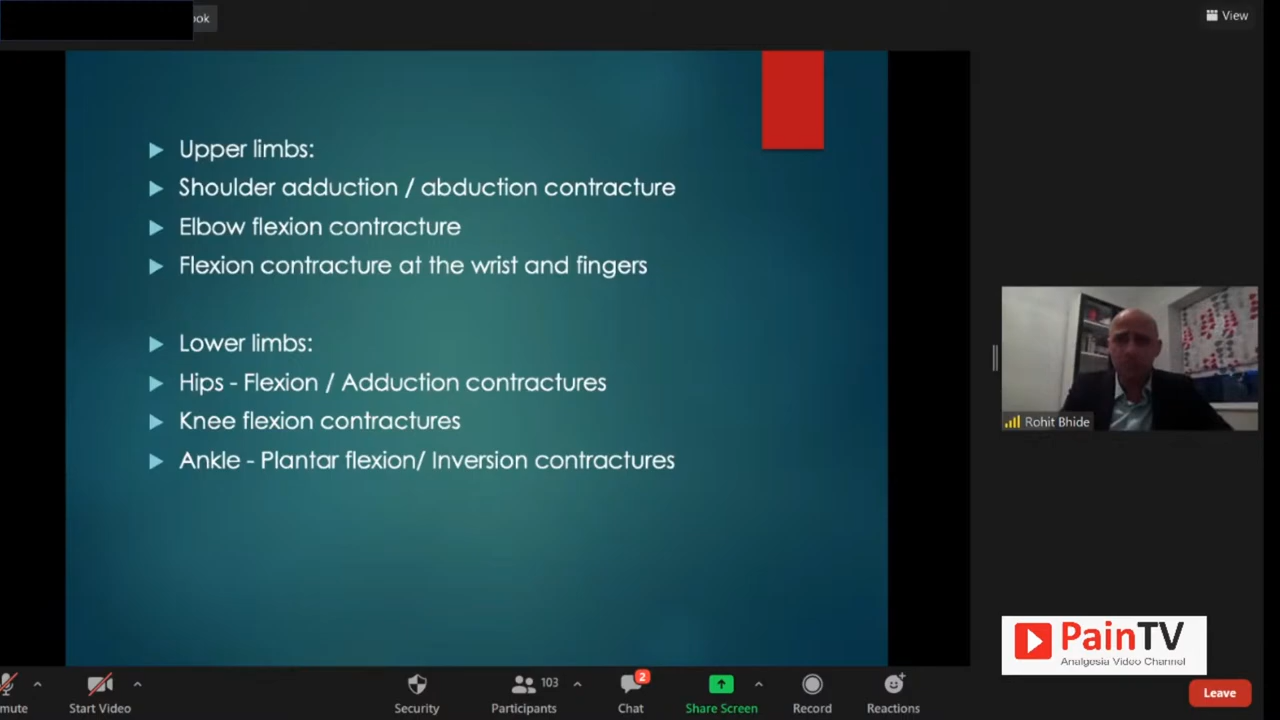 ook
View
Upper limbs:
Shoulder adduction / abduction contracture
Elbow flexion contracture
Flexion contracture at the wrist and fingers
Lower limbs:
Hips - Flexion / Adduction contractures
Knee flexion contractures
Ankle - Plantar flexion/ Inversion contractures
Rohit Bhide
PainTV
Analgesia Video Channel
mute
Start Video
Security
Participants
103
Chat
2
Share Screen
Record
Reactions
Leave